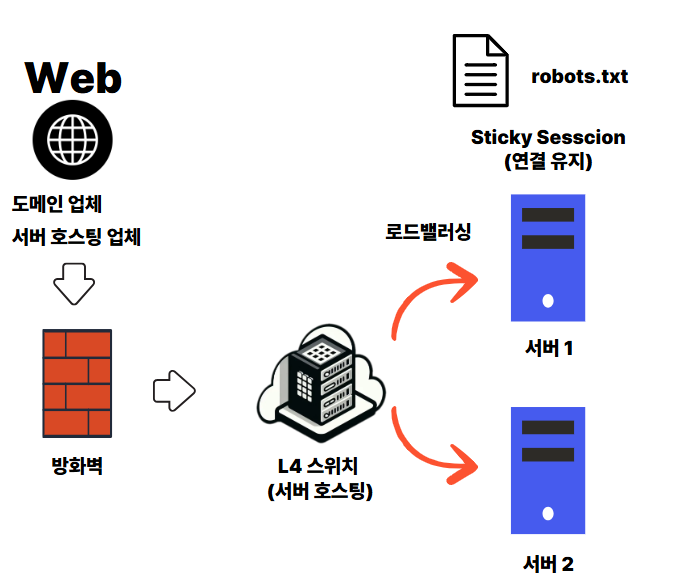 Web
도메인 업체
서버 호스팅 업체
방화벽
L4 스위치
(서버 호스팅)
로드밸러싱
robots.txt
Sticky Sesscion
(연결 유지)
서버 1
서버 2